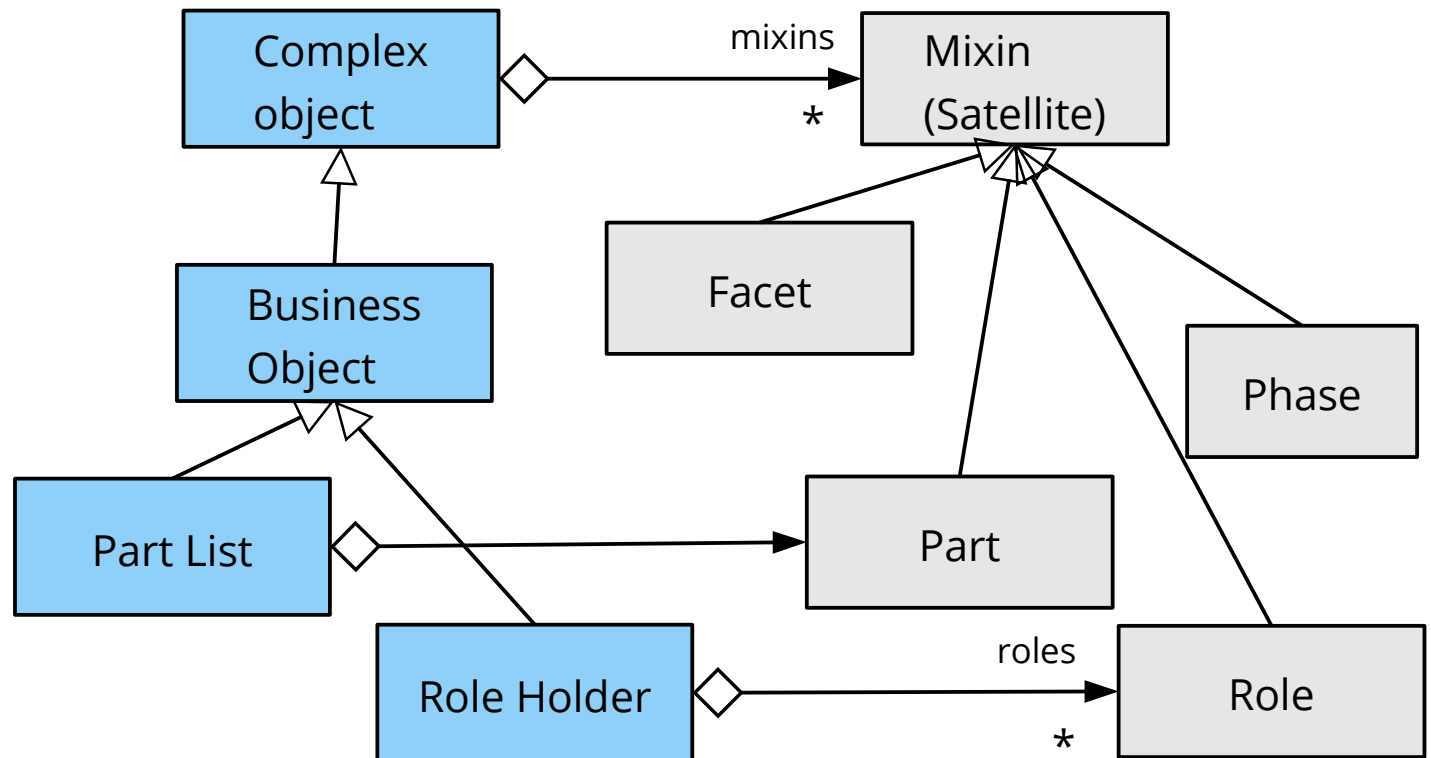 Complex
object
mixins
*
Mixin
(Satellite)
Facet
Business
Object
Phase
Part List
Part
Role Holder
roles
*
Role